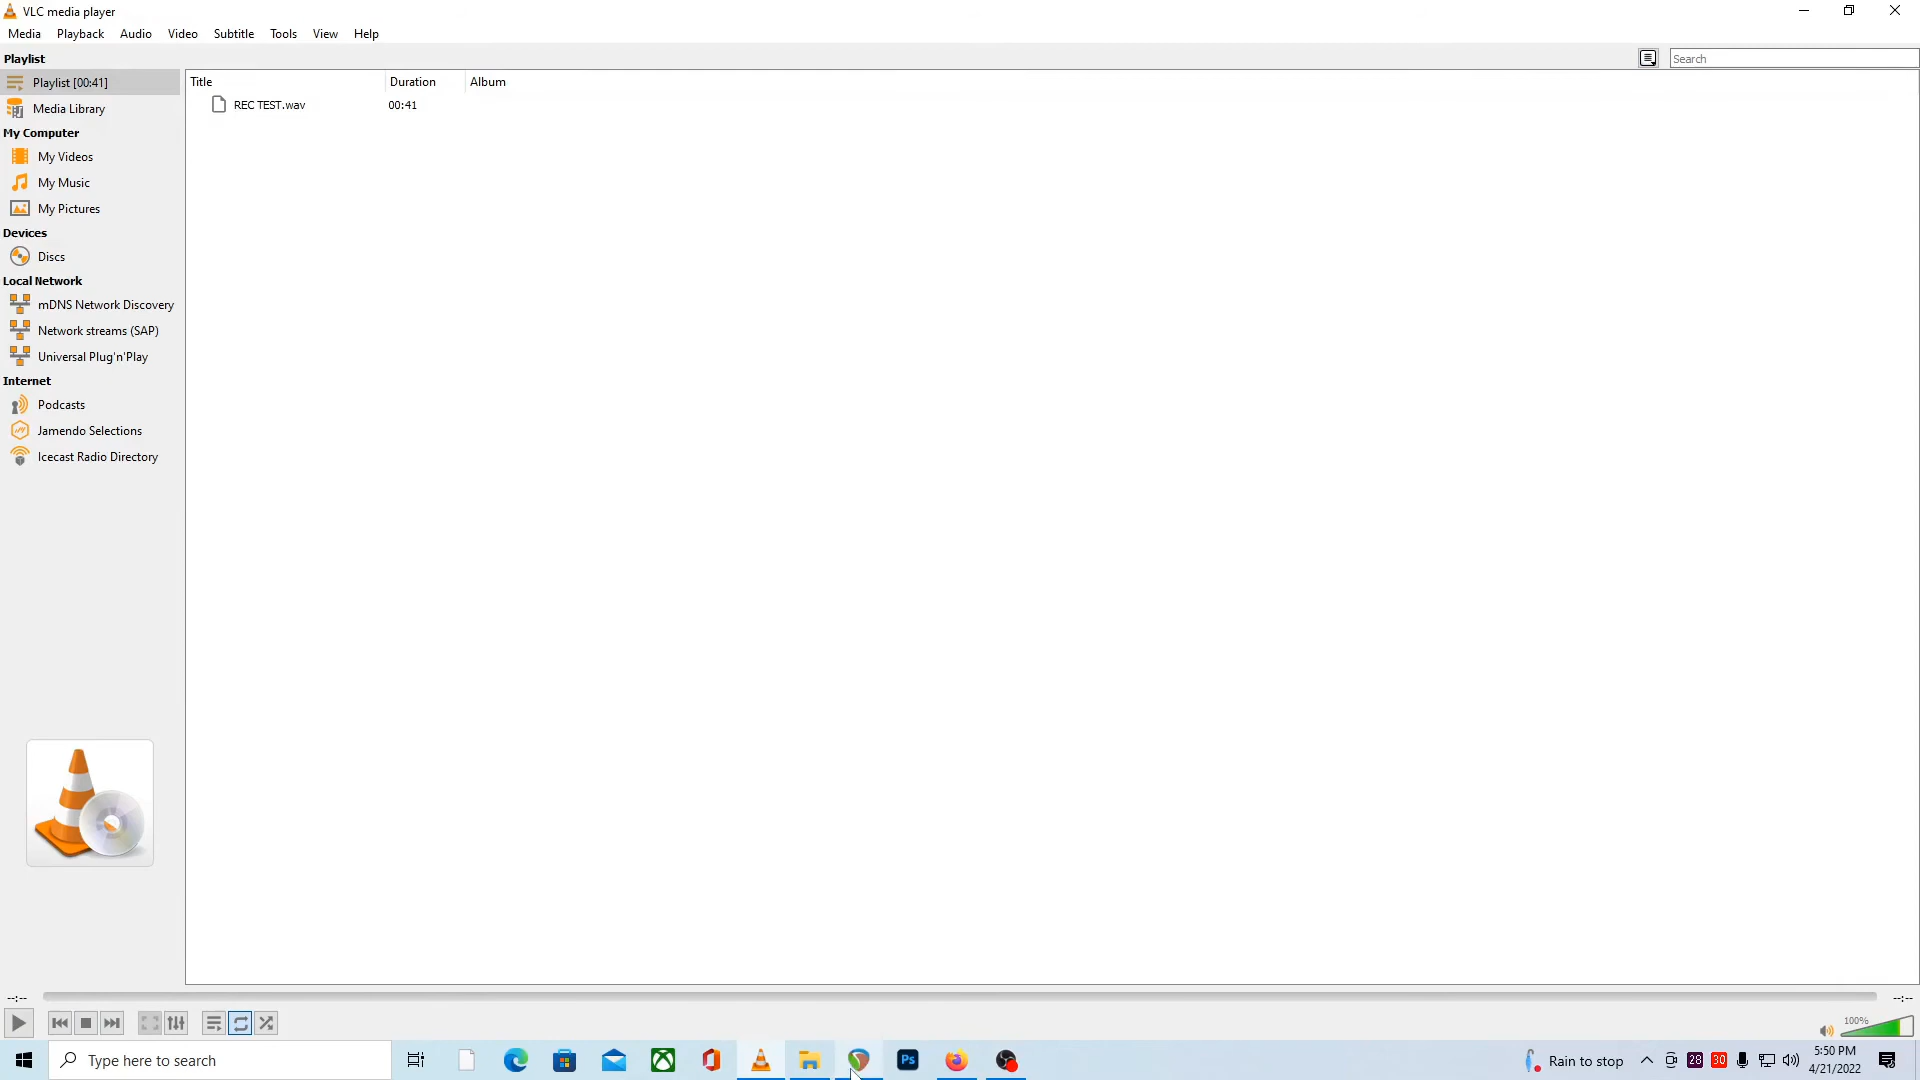 VLC media player
Media Playback Audio Video Subtitle Tools View Help
Playlist
Search
Playlist [00:41]
Title Duration Album
REC TEST.wav 00:41
Media Library
My Computer
My Videos
My Music
My Pictures
Devices
Discs
Local Network
mDNS Network Discovery
Network streams (SAP)
Universal Plug'n'Play
Internet
Podcasts
Jamendo Selections
Icecast Radio Directory
--:-- --:--
100%
Type here to search
Ps
Rain to stop
28 30
5:50 PM
4/21/2022